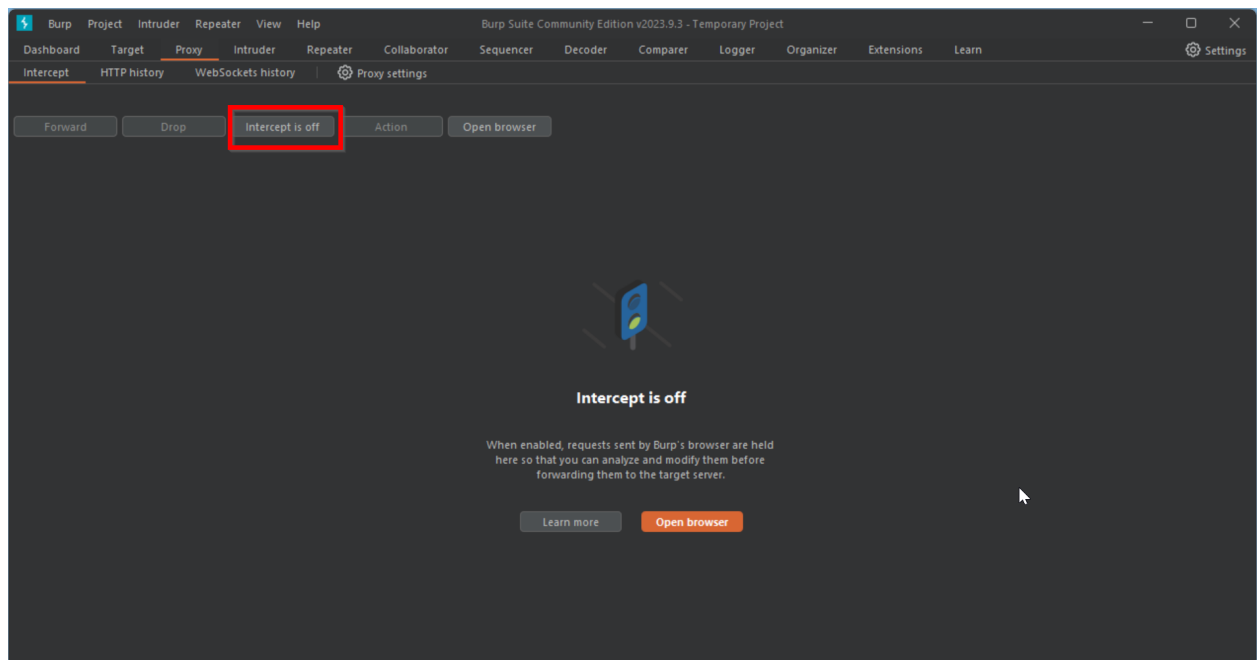 Burp Project Intruder Repeater View Help Burp Suite Community Edition v2023.9.3 - Temporary Project
Dashboard Target Proxy Intruder Repeater Collaborator Sequencer Decoder Comparer Logger Organizer Extensions Learn Settings
Intercept HTTP history WebSockets history Proxy settings
Forward Drop Intercept is off Action Open browser
Intercept is off
When enabled, requests sent by Burp's browser are held
here so that you can analyze and modify them before
forwarding them to the target server.
Learn more Open browser